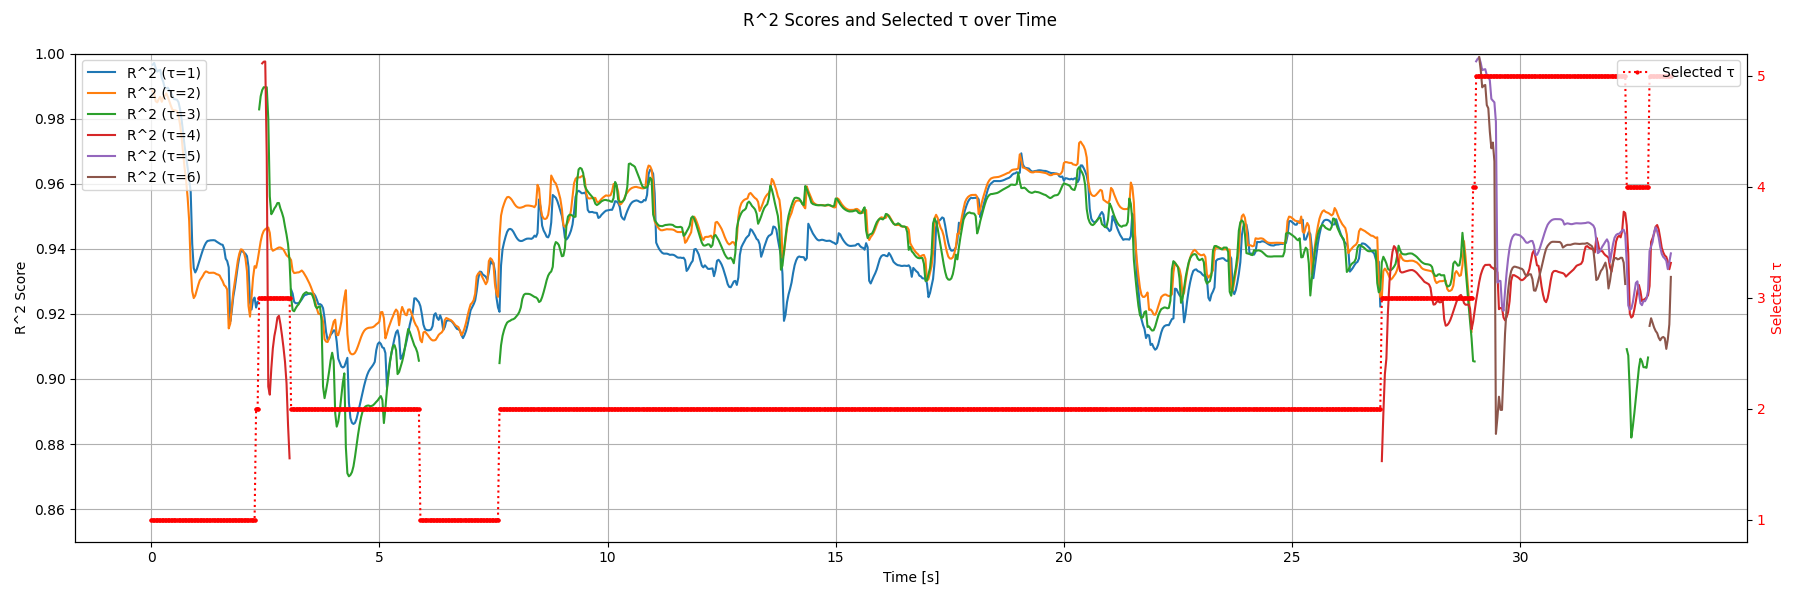 R^2 Scores and Selected τ over Time
1.00
0.98
0.96
0.94
0.92
0.90
0.88
0.86
R^2 Score
R^2 (τ=1)
R^2 (τ=2)
R^2 (τ=3)
R^2 (τ=4)
R^2 (τ=5)
R^2 (τ=6)
Selected τ
5
4
3
2
1
Selected τ
0
5
10
15
20
25
30
Time [s]